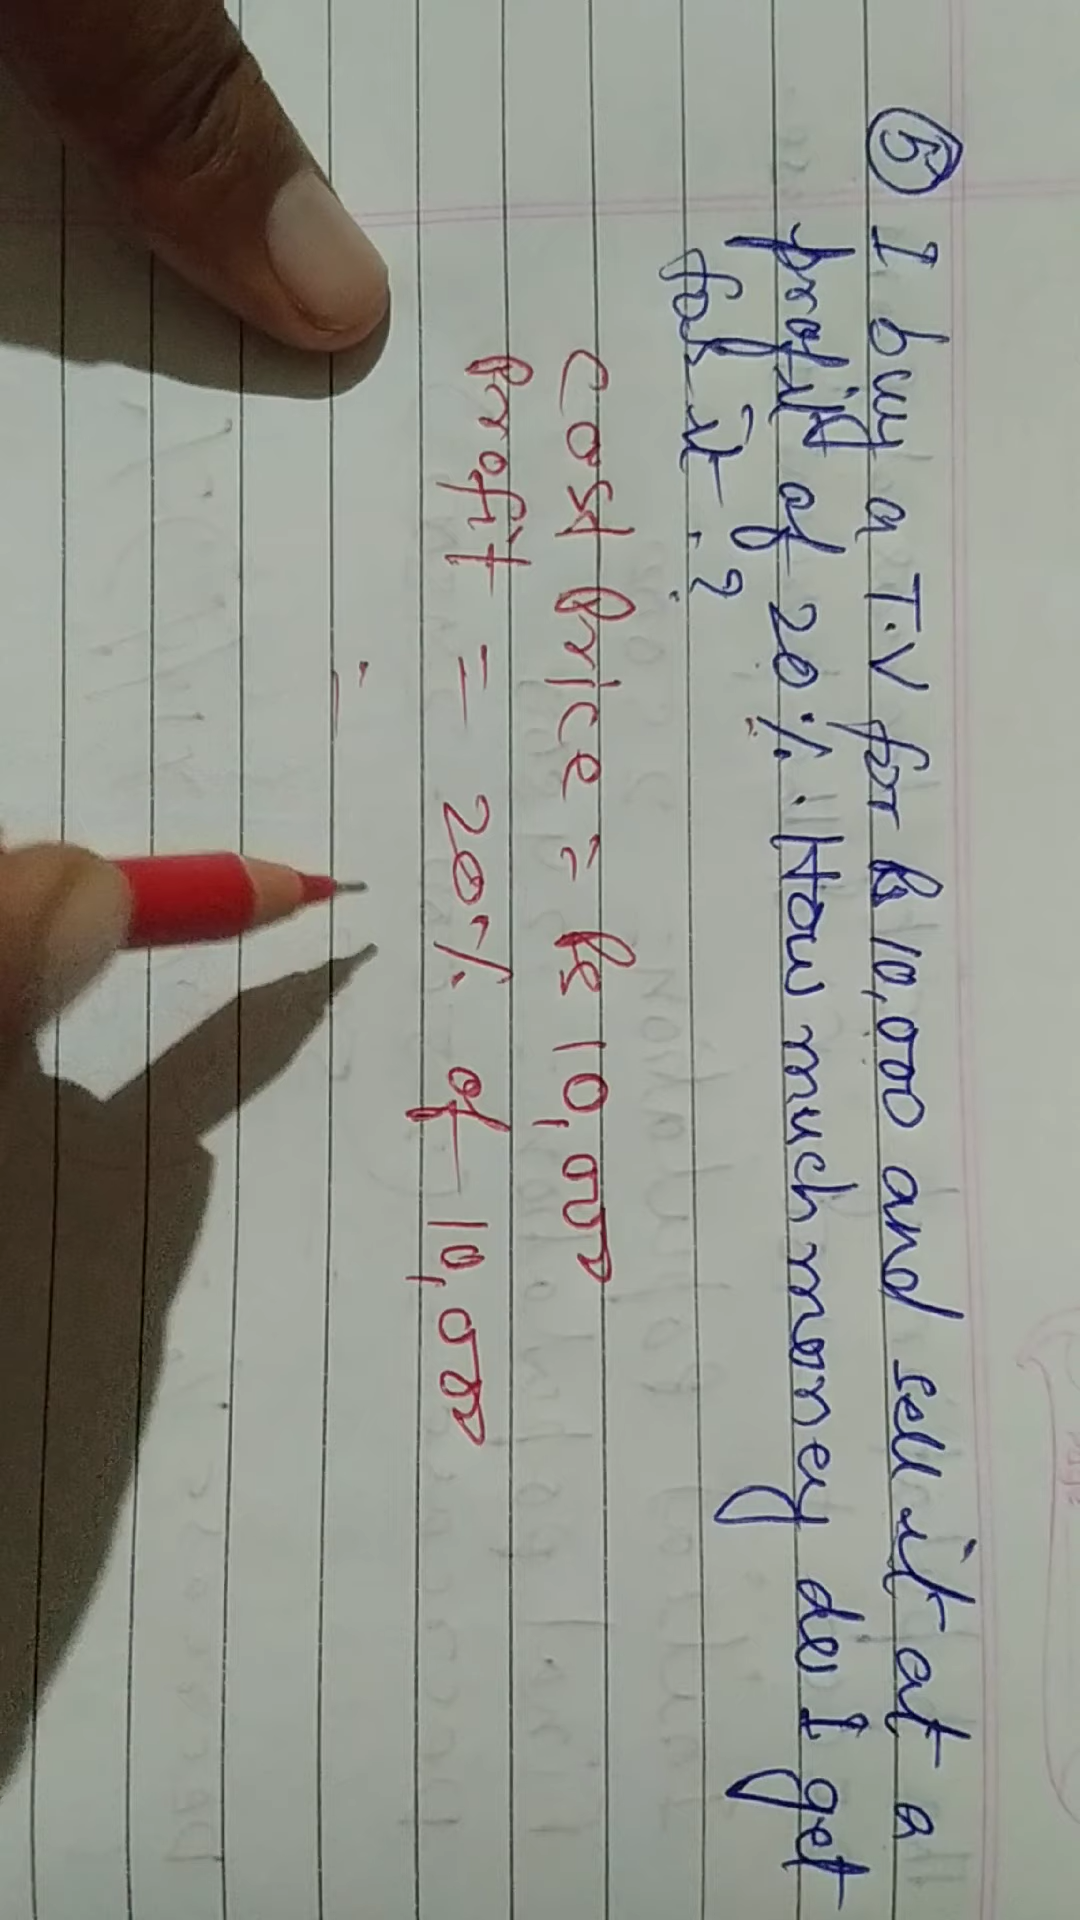 5 I buy a T.V for ₨ 10,000 and sell it at a
profit of 20%. How much money do I get
for it ?
Cost Price = ₨ 10,000
Profit = 20% of 10,000
=